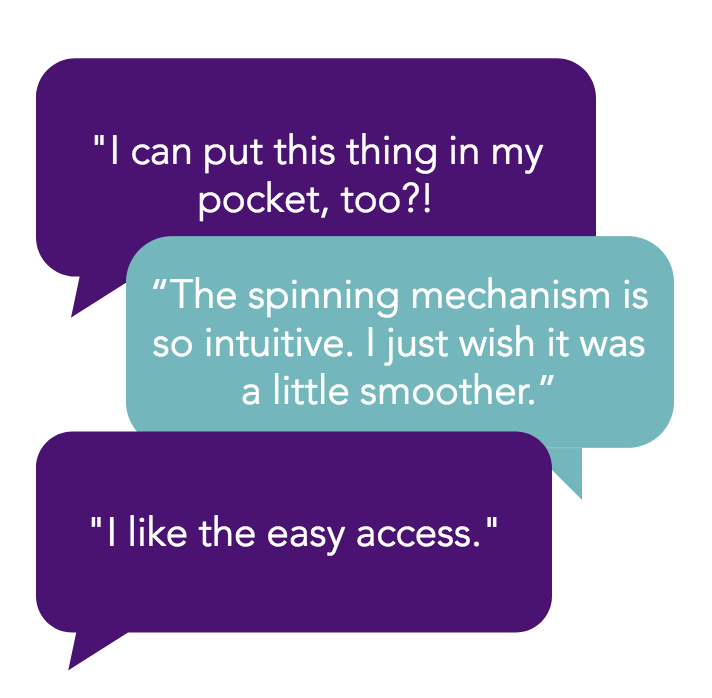 "I can put this thing in my
pocket, too?!
“The spinning mechanism is
so intuitive. I just wish it was
a little smoother.”
"I like the easy access."